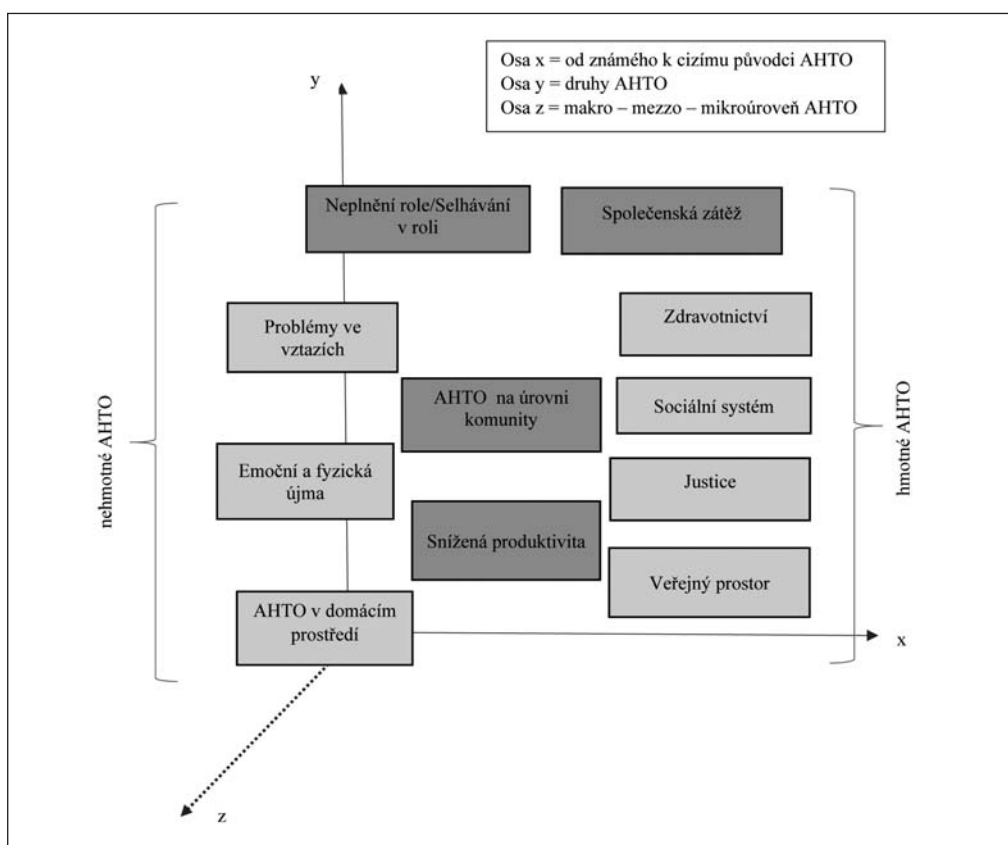 Osa x = od známého k cizímu původci AHTO
Osa y = druhy AHTO
Osa z = makro – mezzo – mikroúroveň AHTO
y
Neplnění role/Selhávání
v roli
Společenská zátěž
Problémy ve
vztazích
Zdravotnictví
AHTO na úrovni
komunity
Sociální systém
nehmotné AHTO
hmotné AHTO
Emoční a fyzická
újma
Justice
Snížená produktivita
Veřejný prostor
AHTO v domácím
prostředí
x
z